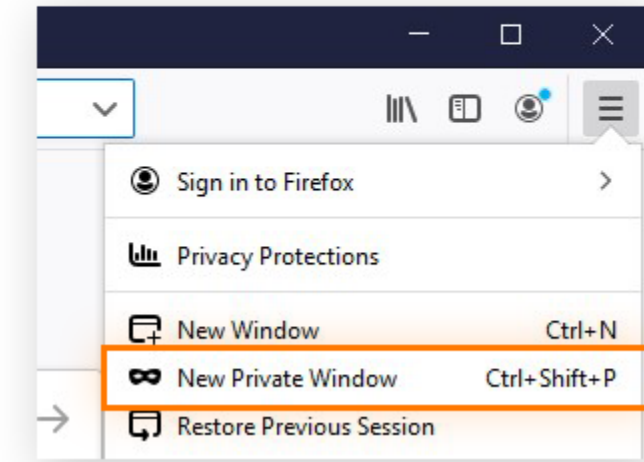 Sign in to Firefox
Privacy Protections
New Window Ctrl+N
New Private Window Ctrl+Shift+P
Restore Previous Session